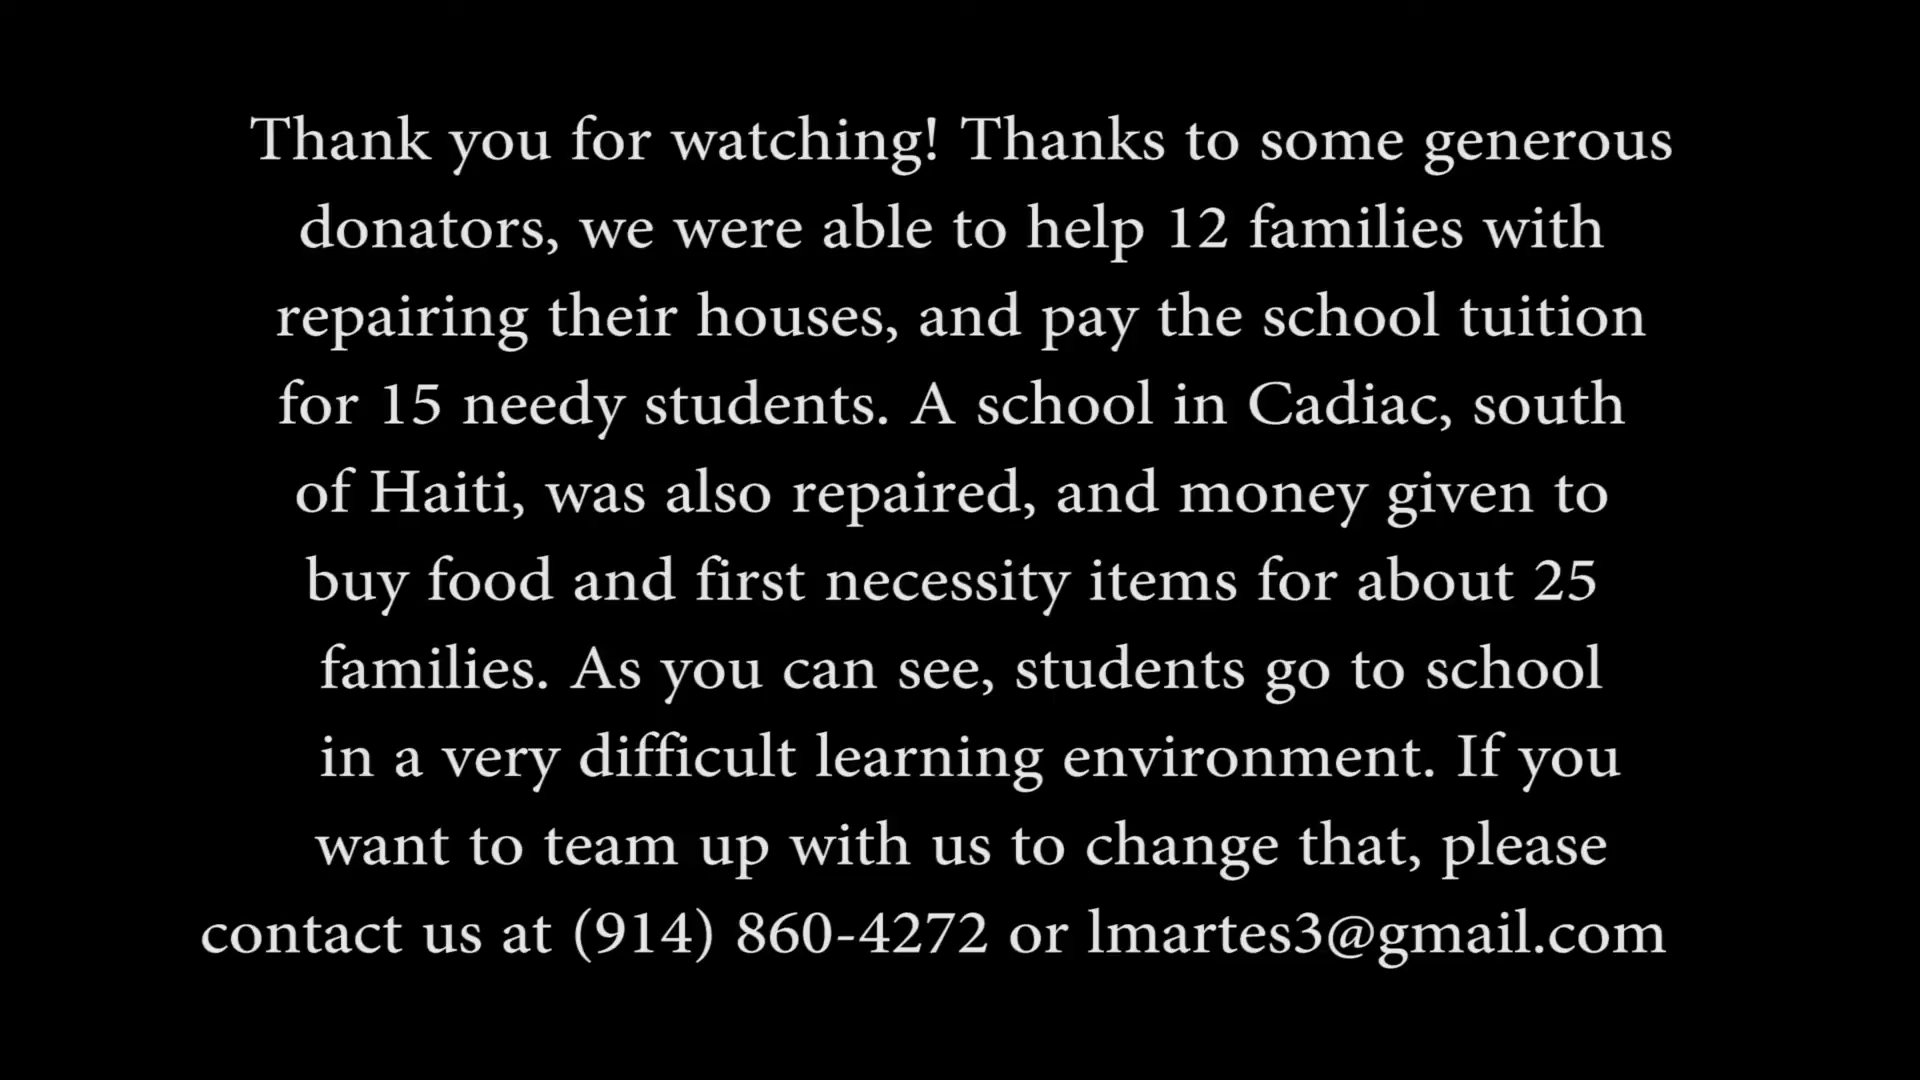 Thank you for watching! Thanks to some generous
donators, we were able to help 12 families with
repairing their houses, and pay the school tuition
for 15 needy students. A school in Cadiac, south
of Haiti, was also repaired, and money given to
buy food and first necessity items for about 25
families. As you can see, students go to school
in a very difficult learning environment. If you
want to team up with us to change that, please
contact us at (914) 860-4272 or lmartes3@gmail.com